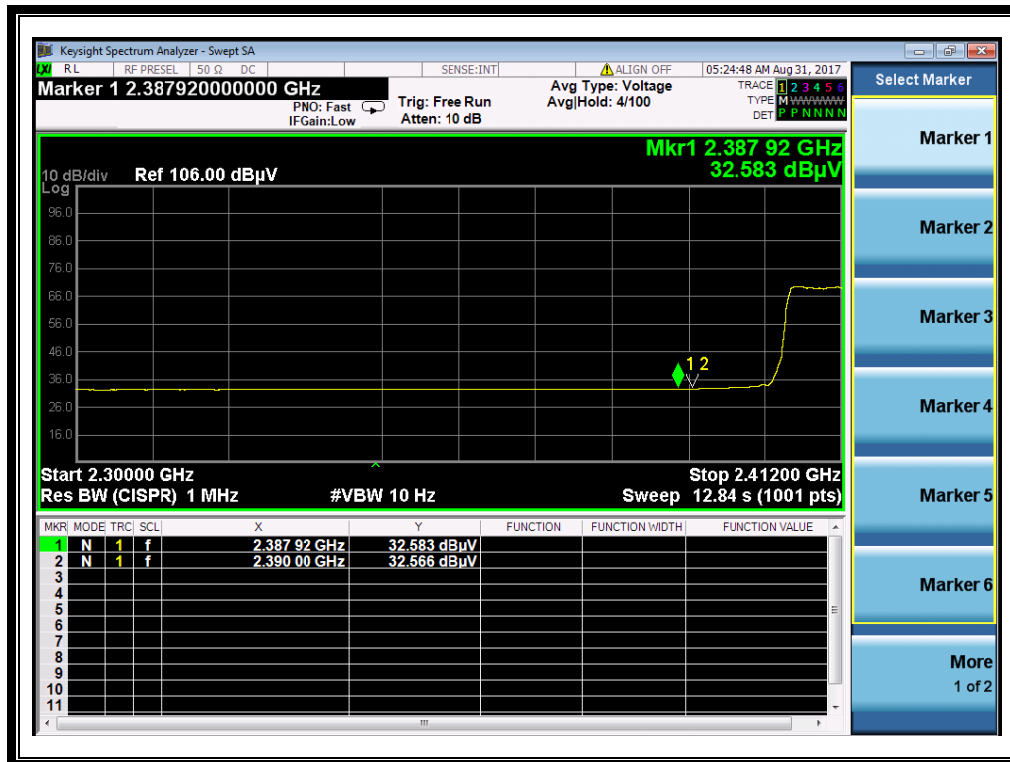 Keysight Spectrum Analyzer - Swept SA
LXI RL RF PRESEL 50 Ω DC SENSE:INT ALIGN OFF 05:24:48 AM Aug 31, 2017
Marker 1 2.387920000000 GHz
PNO: Fast
IFGain:Low
Trig: Free Run
Atten: 10 dB
Avg Type: Voltage
Avg|Hold: 4/100
TRACE 1 2 3 4 5 6
TYPE M W W W W W
DET P P N N N N
Mkr1 2.387 92 GHz
32.583 dBµV
10 dB/div Ref 106.00 dBµV
Log
96.0
86.0
76.0
66.0
56.0
46.0
36.0
26.0
16.0
1 2
Start 2.30000 GHz Stop 2.41200 GHz
Res BW (CISPR) 1 MHz #VBW 10 Hz Sweep 12.84 s (1001 pts)
MKR MODE TRC SCL X Y FUNCTION FUNCTION WIDTH FUNCTION VALUE
1 N 1 f 2.387 92 GHz 32.583 dBµV
2 N 1 f 2.390 00 GHz 32.566 dBµV
3
4
5
6
7
8
9
10
11
Select Marker
Marker 1
Marker 2
Marker 3
Marker 4
Marker 5
Marker 6
More
1 of 2